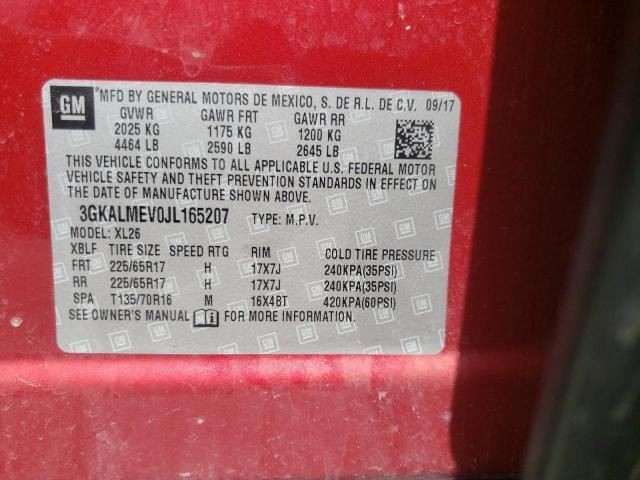 GM *MFD BY GENERAL MOTORS DE MEXICO, S. DE R.L. DE C.V. 09/17
GVWR GAWR FRT GAWR RR
2025 KG 1175 KG 1200 KG
4464 LB 2590 LB 2645 LB
THIS VEHICLE CONFORMS TO ALL APPLICABLE U.S. FEDERAL MOTOR
VEHICLE SAFETY AND THEFT PREVENTION STANDARDS IN EFFECT ON
THE DATE OF MANUFACTURE SHOWN ABOVE.
3GKALMEV0JL165207 TYPE: M.P.V.
MODEL: XL26
XBLF TIRE SIZE SPEED RTG RIM COLD TIRE PRESSURE
FRT 225/65R17 H 17X7J 240KPA(35PSI)
RR 225/65R17 H 17X7J 240KPA(35PSI)
SPA T135/70R16 M 16X4BT 420KPA(60PSI)
SEE OWNER'S MANUAL FOR MORE INFORMATION.